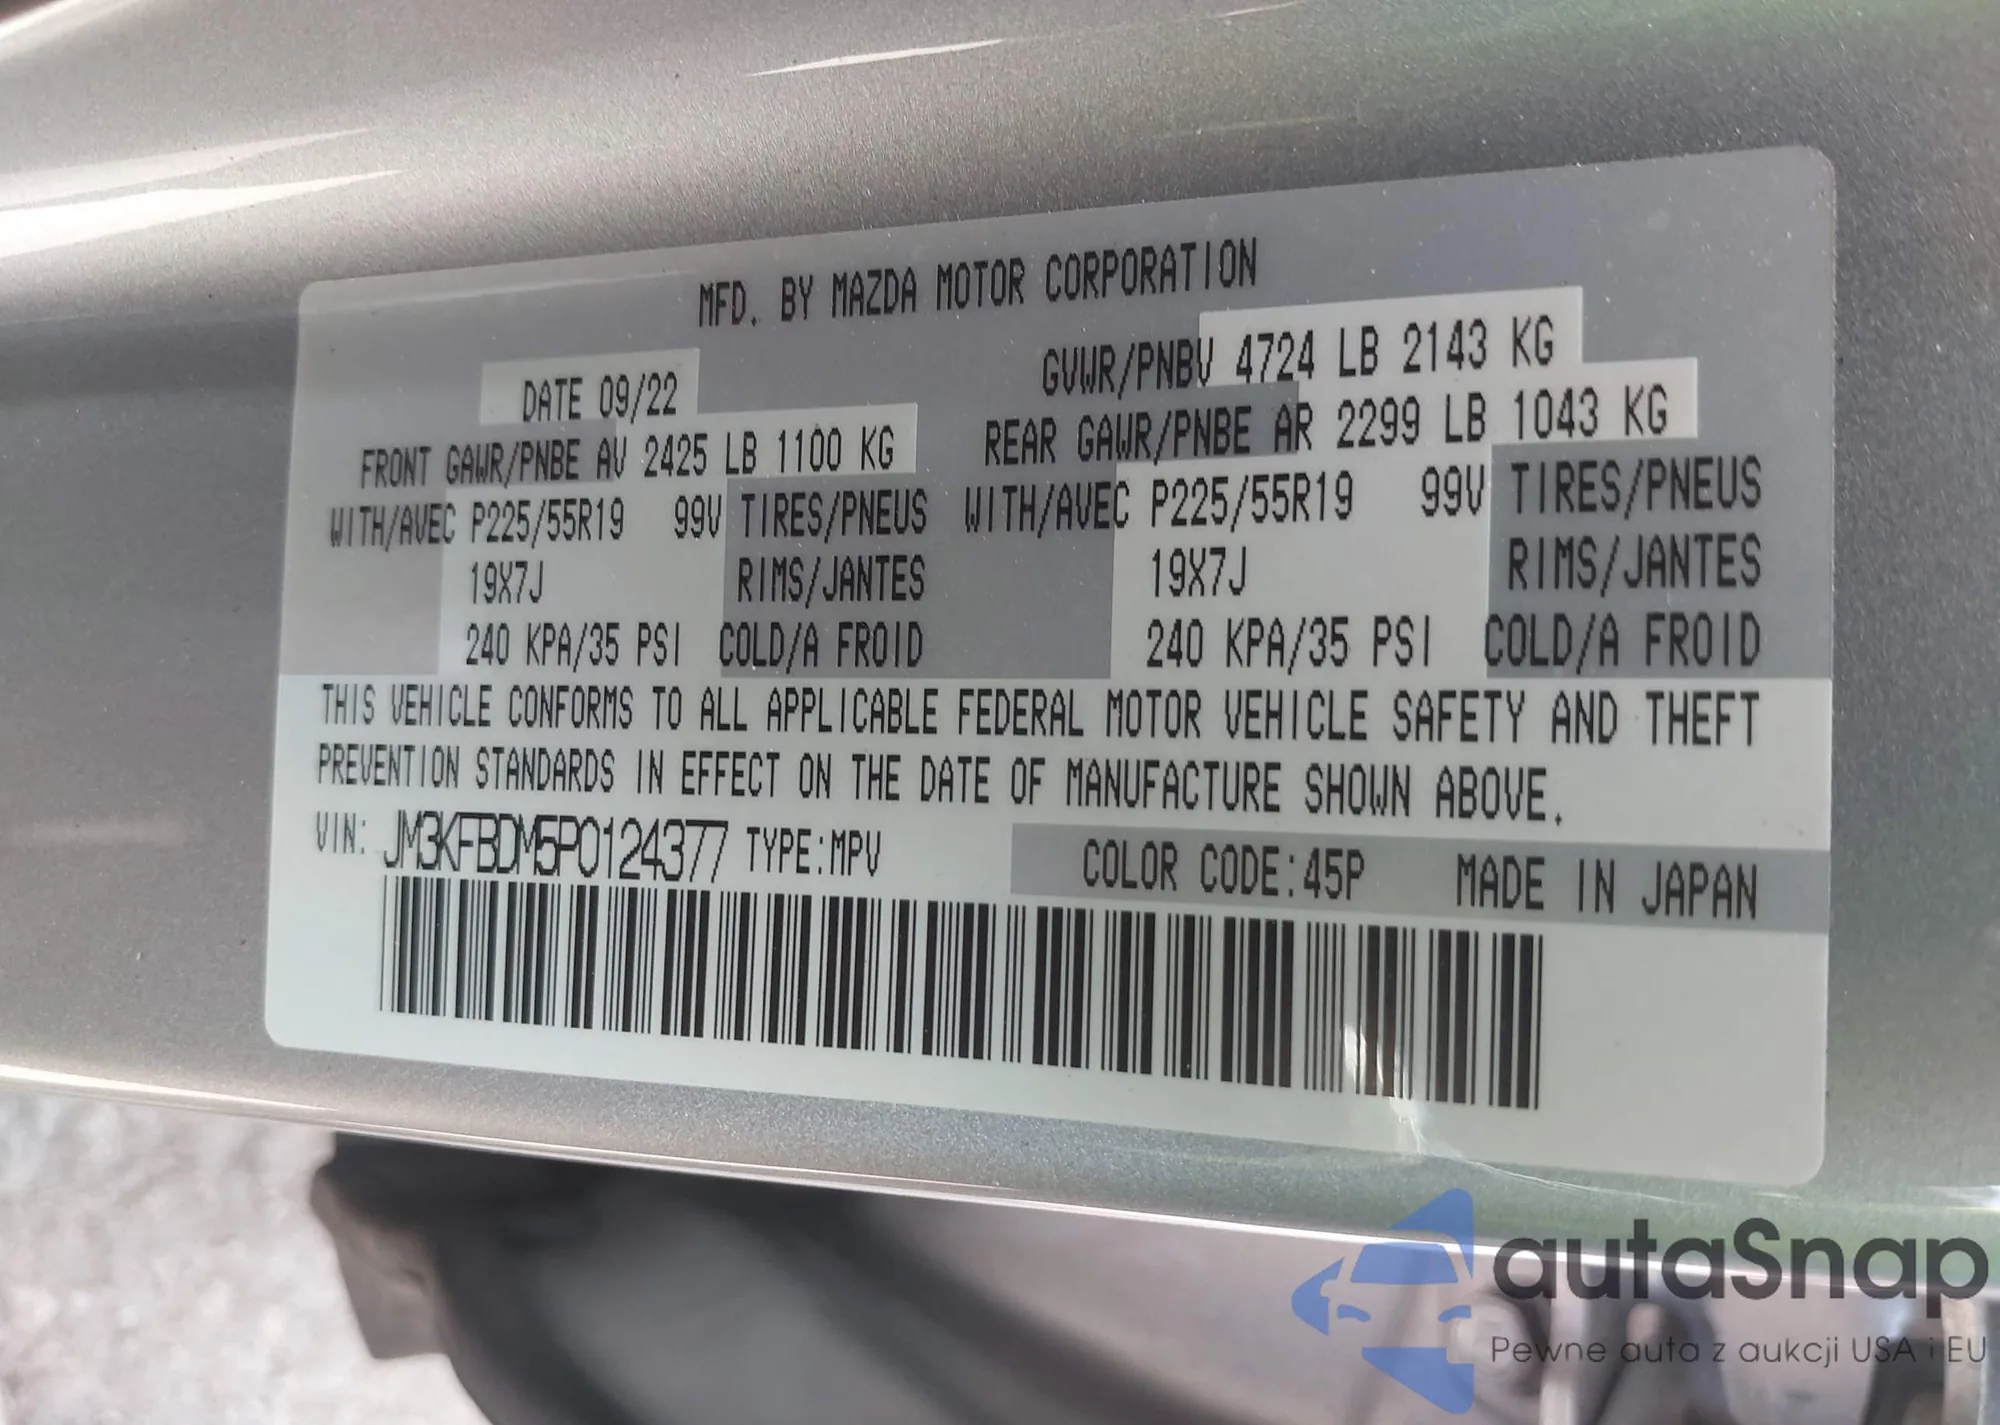 MFD. BY MAZDA MOTOR CORPORATION
DATE 09/22
GVWR/PNBV 4724 LB 2143 KG
FRONT GAWR/PNBE AV 2425 LB 1100 KG
REAR GAWR/PNBE AR 2299 LB 1043 KG
WITH/AVEC P225/55R19 99V TIRES/PNEUS
WITH/AVEC P225/55R19 99V TIRES/PNEUS
19X7J RIMS/JANTES
19X7J RIMS/JANTES
240 KPA/35 PSI COLD/A FROID
240 KPA/35 PSI COLD/A FROID
THIS VEHICLE CONFORMS TO ALL APPLICABLE FEDERAL MOTOR VEHICLE SAFETY AND THEFT
PREVENTION STANDARDS IN EFFECT ON THE DATE OF MANUFACTURE SHOWN ABOVE.
VIN: JM3KFBDM5P0124377 TYPE:MPV COLOR CODE:45P MADE IN JAPAN
autaSnap
Pewne auta z aukcji USA i EU